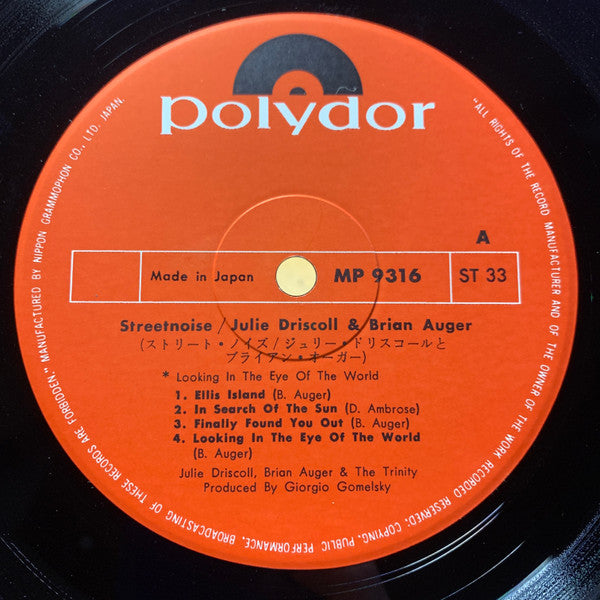 polydor
A
Made in Japan
MP 9316
ST 33
Streetnoise / Julie Driscoll & Brian Auger
(ストリート・ノイズ / ジュリー・ドリスコールと
ブライアン・オーガー)
* Looking In The Eye Of The World
1. Ellis Island (B. Auger)
2. In Search Of The Sun (D. Ambrose)
3. Finally Found You Out (B. Auger)
4. Looking In The Eye Of The World
(B. Auger)
Julie Driscoll, Brian Auger & The Trinity
Produced By Giorgio Gomelsky
"ALL RIGHTS OF THE RECORD MANUFACTURER AND OF THE OWNER OF THE WORK RECORDED RESERVED. COPYING, PUBLIC PERFORMANCE, BROADCASTING OF THESE RECORDS ARE FORBIDDEN." MANUFACTURED BY NIPPON GRAMMOPHON CO., LTD. JAPAN.